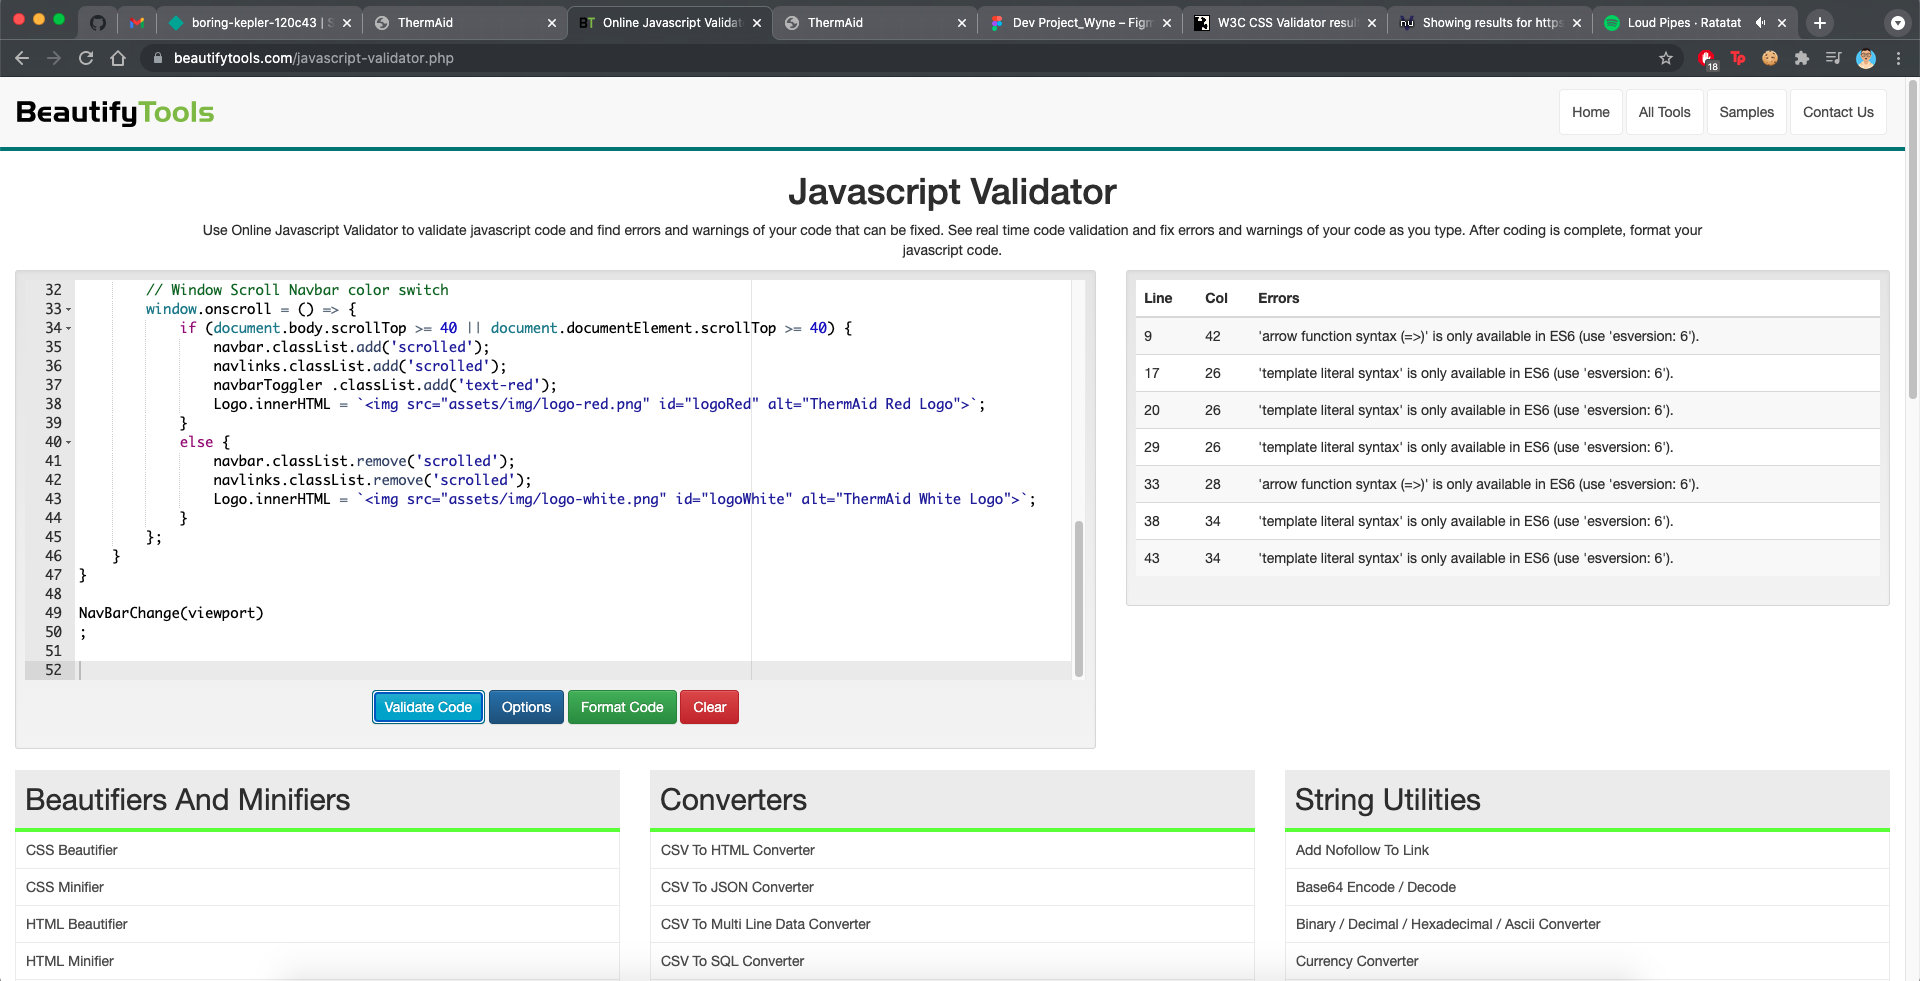 boring-kepler-120c43 | S
ThermAid
BT Online Javascript Validat
ThermAid
Dev Project_Wyne – Figm
W3C CSS Validator resul
nu Showing results for https
Loud Pipes · Ratatat
beautifytools.com/javascript-validator.php
18
Tp
BeautifyTools
Home
All Tools
Samples
Contact Us
Javascript Validator
Use Online Javascript Validator to validate javascript code and find errors and warnings of your code that can be fixed. See real time code validation and fix errors and warnings of your code as you type. After coding is complete, format your
javascript code.
32 // Window Scroll Navbar color switch
33 window.onscroll = () => {
34 if (document.body.scrollTop >= 40 || document.documentElement.scrollTop >= 40) {
35 navbar.classList.add('scrolled');
36 navlinks.classList.add('scrolled');
37 navbarToggler .classList.add('text-red');
38 Logo.innerHTML = `<img src="assets/img/logo-red.png" id="logoRed" alt="ThermAid Red Logo">`;
39 }
40 else {
41 navbar.classList.remove('scrolled');
42 navlinks.classList.remove('scrolled');
43 Logo.innerHTML = `<img src="assets/img/logo-white.png" id="logoWhite" alt="ThermAid White Logo">`;
44 }
45 };
46 }
47 }
48
49 NavBarChange(viewport)
50 ;
51
52
Validate Code
Options
Format Code
Clear
Line Col Errors
9 42 'arrow function syntax (=>)' is only available in ES6 (use 'esversion: 6').
17 26 'template literal syntax' is only available in ES6 (use 'esversion: 6').
20 26 'template literal syntax' is only available in ES6 (use 'esversion: 6').
29 26 'template literal syntax' is only available in ES6 (use 'esversion: 6').
33 28 'arrow function syntax (=>)' is only available in ES6 (use 'esversion: 6').
38 34 'template literal syntax' is only available in ES6 (use 'esversion: 6').
43 34 'template literal syntax' is only available in ES6 (use 'esversion: 6').
Beautifiers And Minifiers
CSS Beautifier
CSS Minifier
HTML Beautifier
HTML Minifier
Converters
CSV To HTML Converter
CSV To JSON Converter
CSV To Multi Line Data Converter
CSV To SQL Converter
String Utilities
Add Nofollow To Link
Base64 Encode / Decode
Binary / Decimal / Hexadecimal / Ascii Converter
Currency Converter